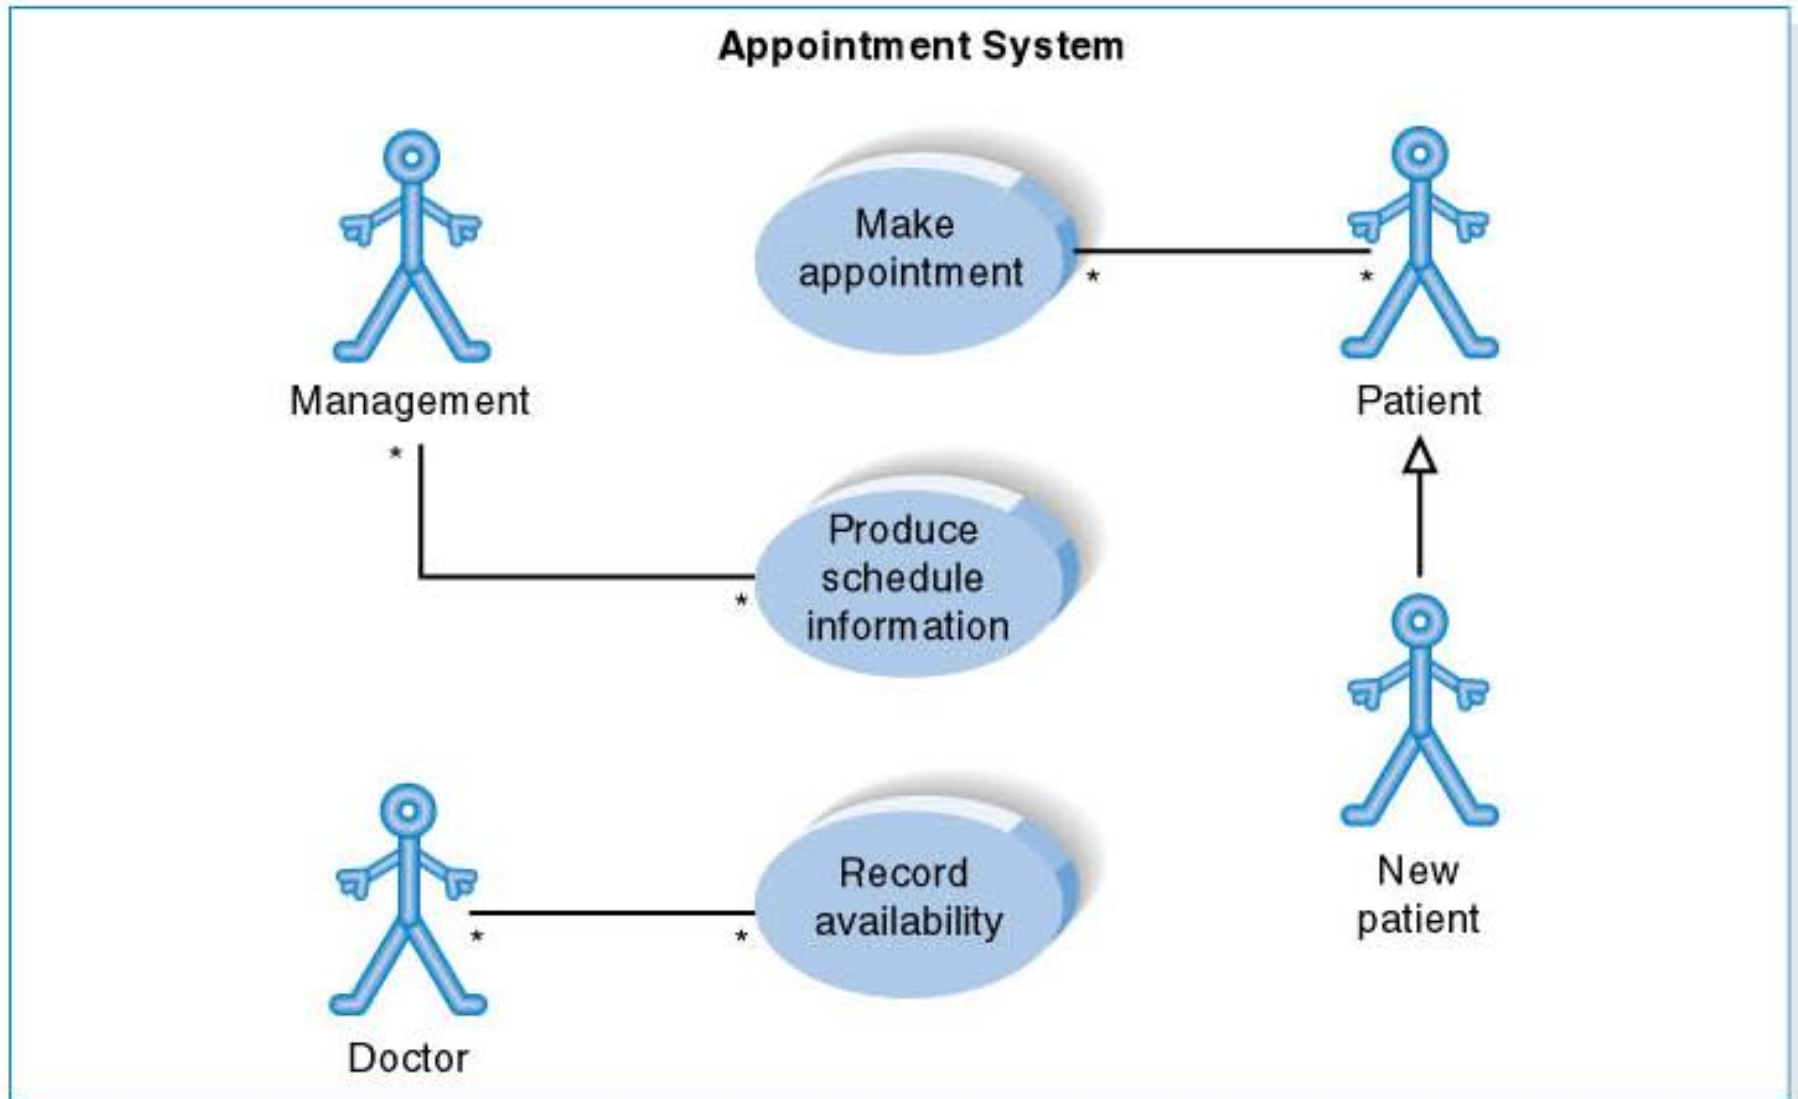 Appointment System
Make
appointment
*
*
Management
Patient
*
Produce
schedule
information
*
Record
availability
*
*
New
patient
Doctor